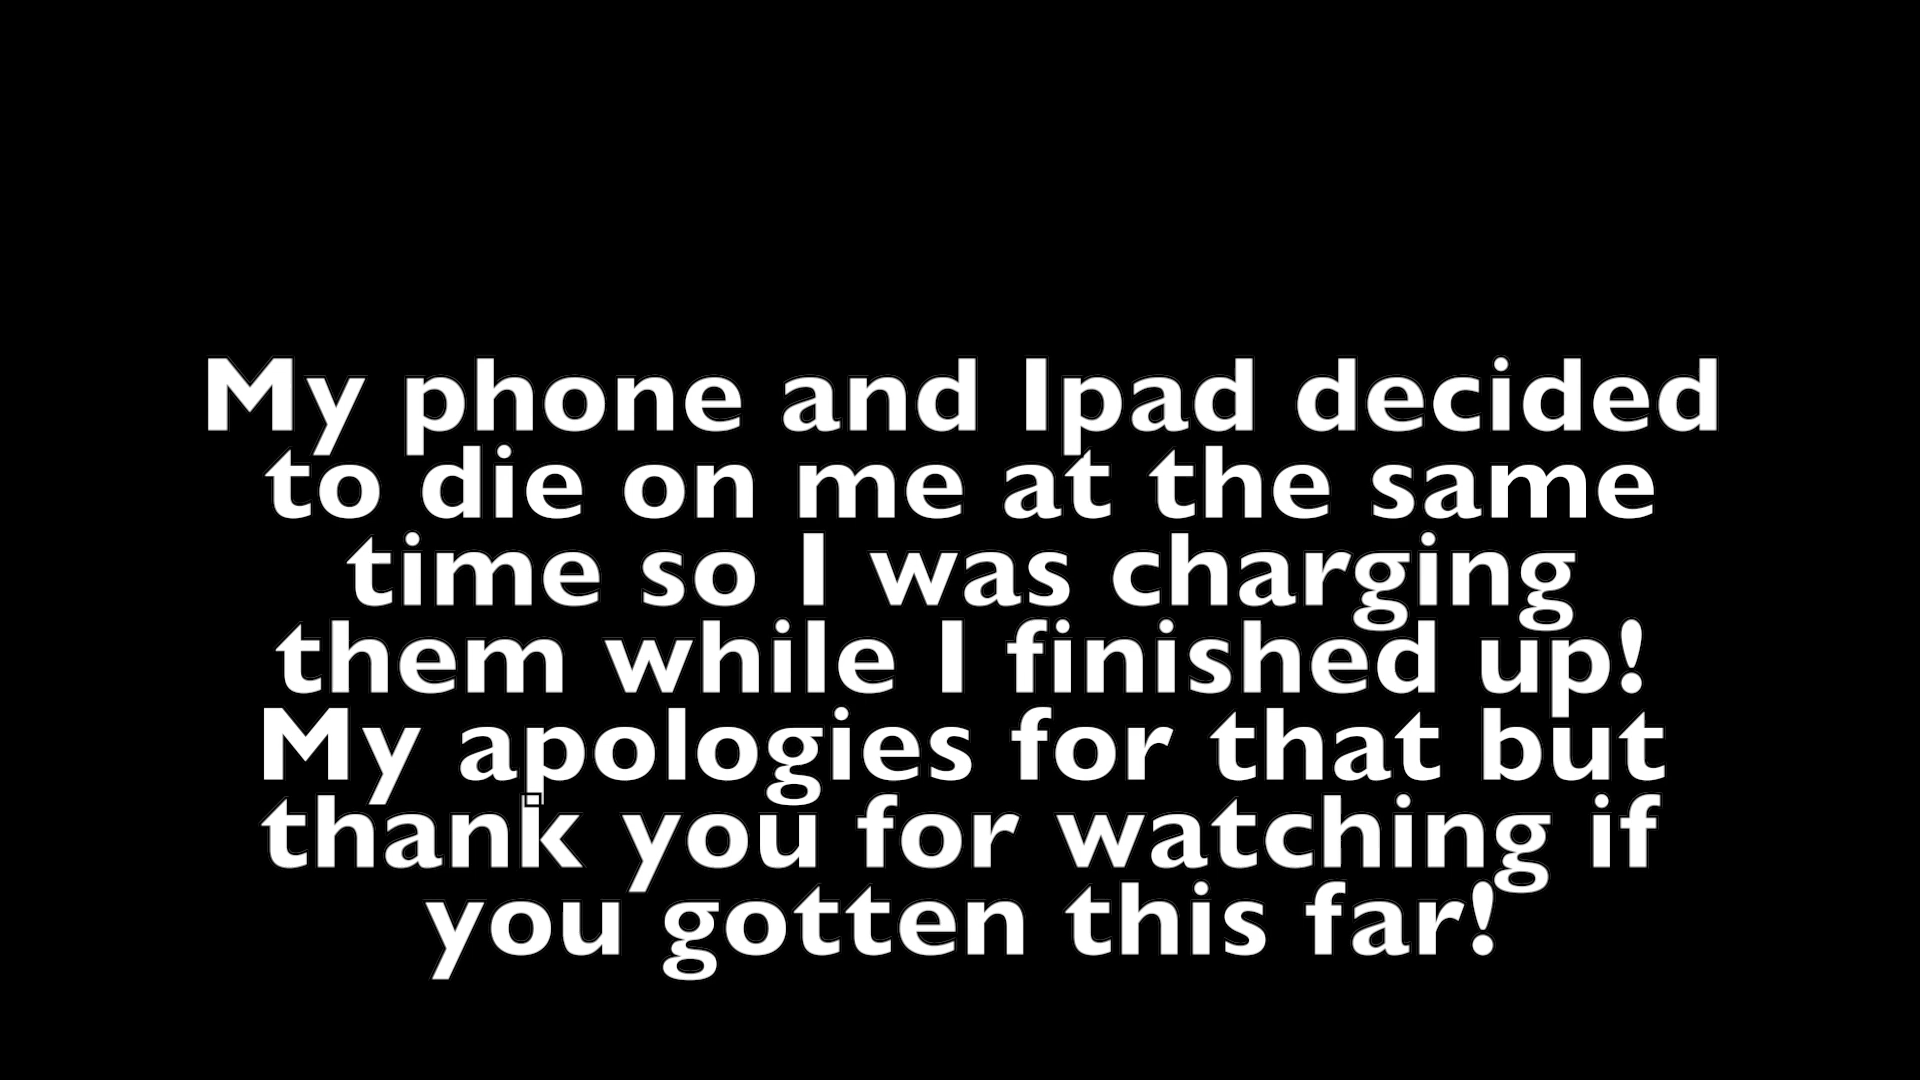 My phone and Ipad decided
to die on me at the same
time so I was charging
them while I finished up!
My apologies for that but
thank you for watching if
you gotten this far!